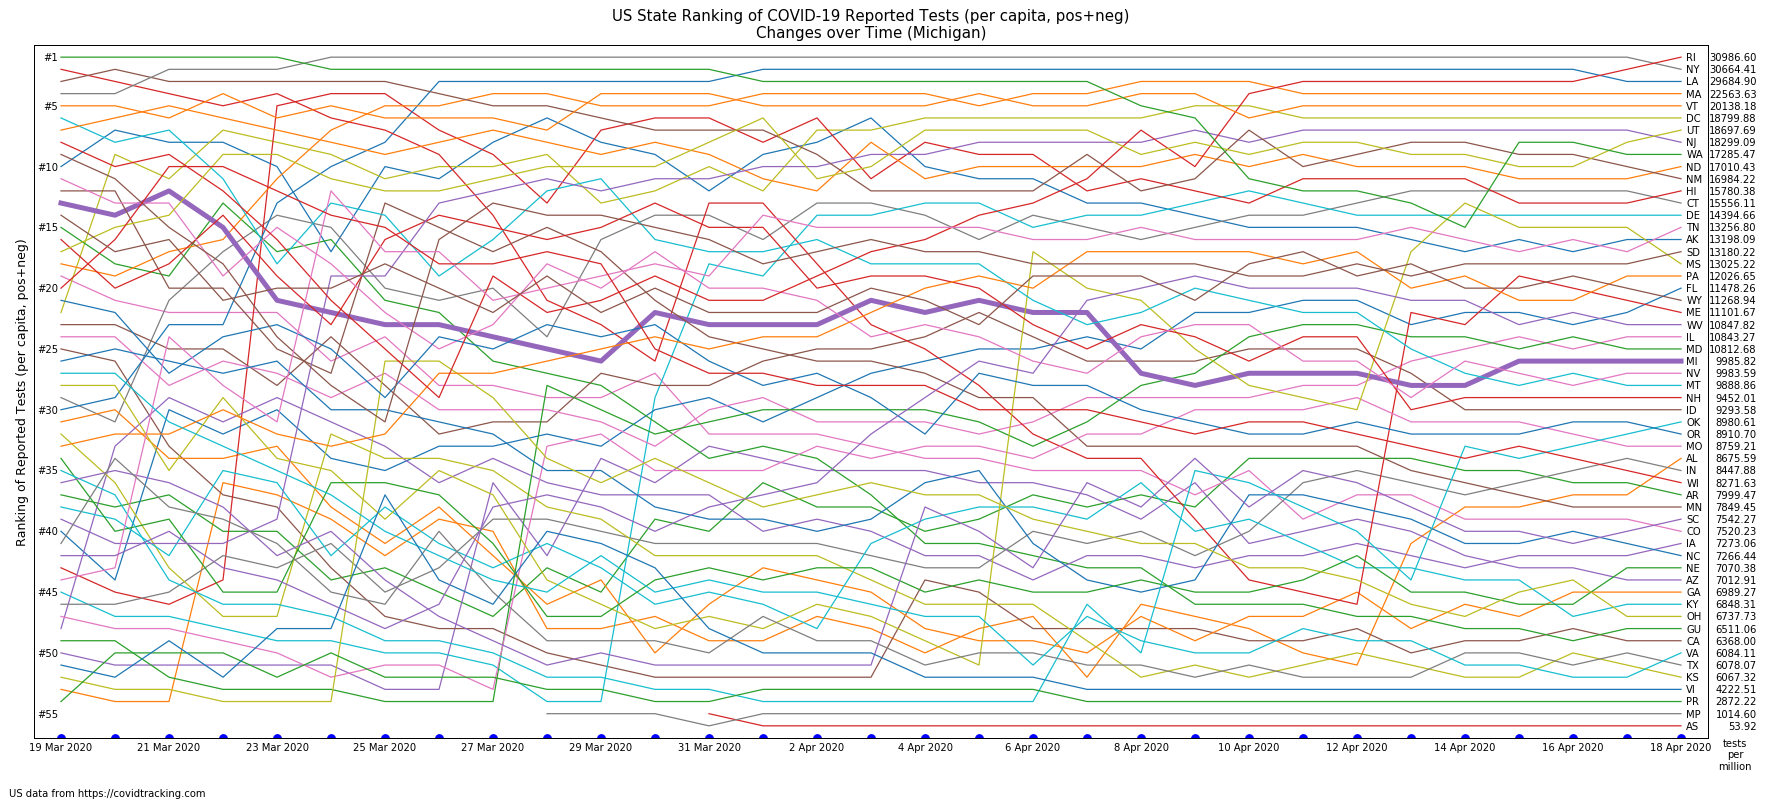 US State Ranking of COVID-19 Reported Tests (per capita, pos+neg)
Changes over Time (Michigan)
Ranking of Reported Tests (per capita, pos+neg)
#1
#5
#10
#15
#20
#25
#30
#35
#40
#45
#50
#55
RI 30986.60
NY 30664.41
LA 29684.90
MA 22563.63
VT 20138.18
DC 18799.88
UT 18697.69
NJ 18299.09
WA 17285.47
ND 17010.43
NM 16984.22
HI 15780.38
CT 15556.11
DE 14394.66
TN 13256.80
AK 13198.09
SD 13180.22
MS 13025.22
PA 12026.65
FL 11478.26
WY 11268.94
ME 11101.67
WV 10847.82
IL 10843.27
MD 10812.68
MI 9985.82
NV 9983.59
MT 9888.86
NH 9452.01
ID 9293.58
OK 8980.61
OR 8910.70
MO 8759.21
AL 8675.59
IN 8447.88
WI 8271.63
AR 7999.47
MN 7849.45
SC 7542.27
CO 7520.23
IA 7273.06
NC 7266.44
NE 7070.38
AZ 7012.91
GA 6989.27
KY 6848.31
OH 6737.73
GU 6511.06
CA 6368.00
VA 6084.11
TX 6078.07
KS 6067.32
VI 4222.51
PR 2872.22
MP 1014.60
AS 53.92
19 Mar 2020
21 Mar 2020
23 Mar 2020
25 Mar 2020
27 Mar 2020
29 Mar 2020
31 Mar 2020
2 Apr 2020
4 Apr 2020
6 Apr 2020
8 Apr 2020
10 Apr 2020
12 Apr 2020
14 Apr 2020
16 Apr 2020
18 Apr 2020
tests
per
million
US data from https://covidtracking.com